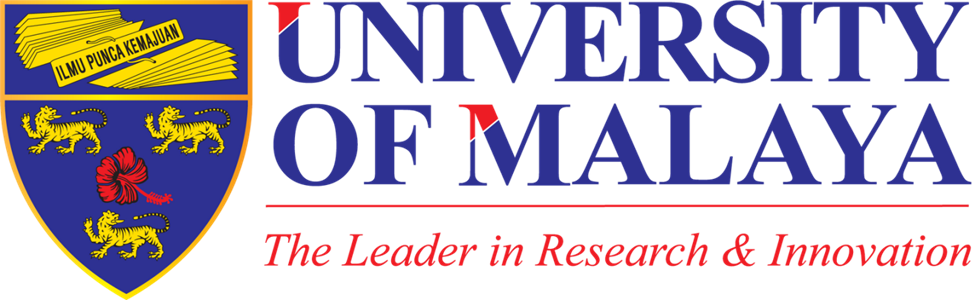 ILMU PUNCA KEMAJUAN
UNIVERSITY
OF MALAYA
The Leader in Research & Innovation